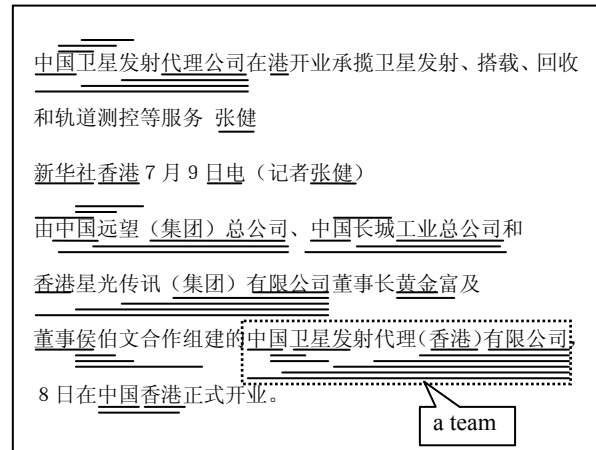 中国卫星发射代理公司在港开业承揽卫星发射、搭载、回收
和轨道测控等服务 张健
新华社香港7月9日电（记者张健）
由中国远望（集团）总公司、中国长城工业总公司和
香港星光传讯（集团）有限公司董事长黄金富及
董事侯伯文合作组建的中国卫星发射代理(香港)有限公司，
8日在中国香港正式开业。
a team